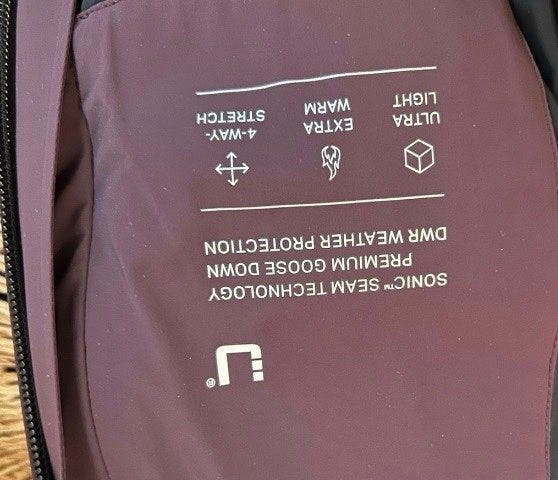 ®
SONIC™ SEAM TECHNOLOGY
PREMIUM GOOSE DOWN
DWR WEATHER PROTECTION
ULTRA
LIGHT
EXTRA
WARM
4-WAY-
STRETCH